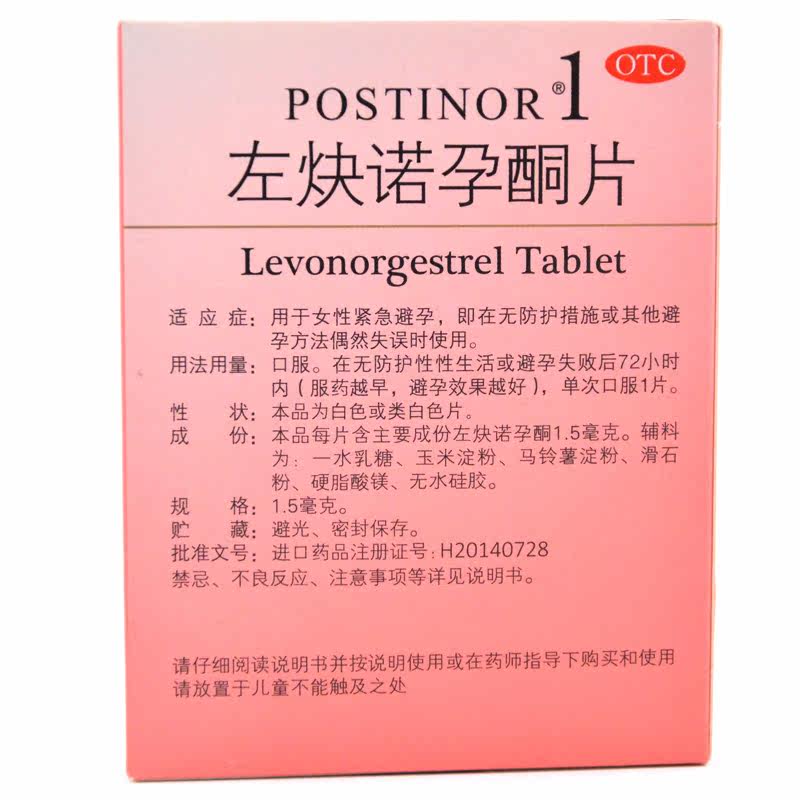 OTC
POSTINOR®1
左炔诺孕酮片
Levonorgestrel Tablet
适应症：用于女性紧急避孕，即在无防护措施或其他避
孕方法偶然失误时使用。
用法用量：口服。在无防护性性生活或避孕失败后72小时
内（服药越早，避孕效果越好），单次口服1片。
性状：本品为白色或类白色片。
成份：本品每片含主要成份左炔诺孕酮1.5毫克。辅料
为：一水乳糖、玉米淀粉、马铃薯淀粉、滑石
粉、硬脂酸镁、无水硅胶。
规格：1.5毫克。
贮藏：避光、密封保存。
批准文号：进口药品注册证号：H20140728
禁忌、不良反应、注意事项等详见说明书。
请仔细阅读说明书并按说明使用或在药师指导下购买和使用
请放置于儿童不能触及之处